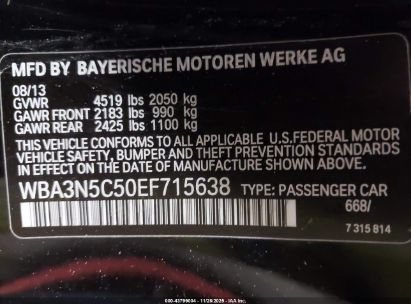 MFD BY BAYERISCHE MOTOREN WERKE AG
08/13
GVWR 4519 lbs 2050 kg
GAWR FRONT 2183 lbs 990 kg
GAWR REAR 2425 lbs 1100 kg
THIS VEHICLE CONFORMS TO ALL APPLICABLE U.S.FEDERAL MOTOR
VEHICLE SAFETY, BUMPER AND THEFT PREVENTION STANDARDS
IN EFFECT ON THE DATE OF MANUFACTURE SHOWN ABOVE.
WBA3N5C50EF715638 TYPE: PASSENGER CAR
668/
7 315 814